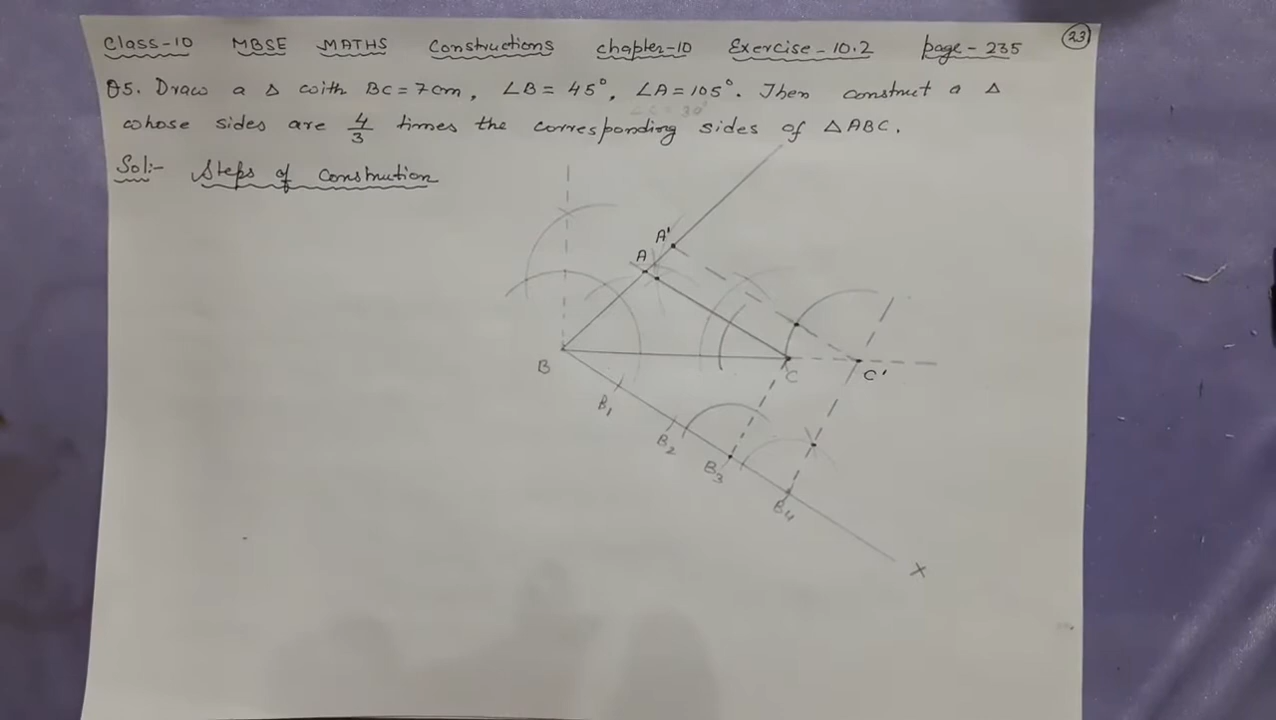 Class-10 MBSE MATHS Constructions chapter-10 Exercise-10.2 page-235 23
Q5. Draw a Δ with BC = 7cm, ∠B = 45°, ∠A = 105°. Then construct a Δ
∠C = 30°
whose sides are 4/3 times the corresponding sides of ΔABC.
Sol:- Steps of Constrution
A'
A
B
C
C'
B1
B2
B3
B4
X